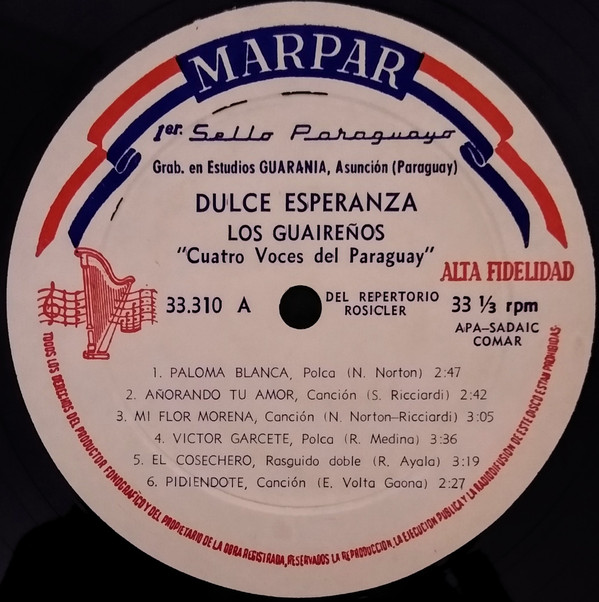 MARPAR
1er. Sello Paraguayo
Grab. en Estudios GUARANIA, Asunción (Paraguay)
DULCE ESPERANZA
LOS GUAIREÑOS
"Cuatro Voces del Paraguay"
ALTA FIDELIDAD
33.310 A
DEL REPERTORIO
ROSICLER
33 ⅓ rpm
APA-SADAIC
COMAR
1. PALOMA BLANCA, Polca (N. Norton) 2:47
2. AÑORANDO TU AMOR, Canción (S. Ricciardi) 2:42
3. MI FLOR MORENA, Canción (N. Norton-Ricciardi) 3:05
4. VICTOR GARCETE, Polca (R. Medina) 3:36
5. EL COSECHERO, Rasguido doble (R. Ayala) 3:19
6. PIDIENDOTE, Canción (E. Volta Gaona) 2:27
TODOS LOS DERECHOS DEL PRODUCTOR FONOGRAFICO Y DEL PROPIETARIO DE LA OBRA REGISTRADA, RESERVADOS LA REPRODUCCION, LA EJECUCION PUBLICA Y LA RADIODIFUSION DE ESTE DISCO ESTAN PROHIBIDAS.